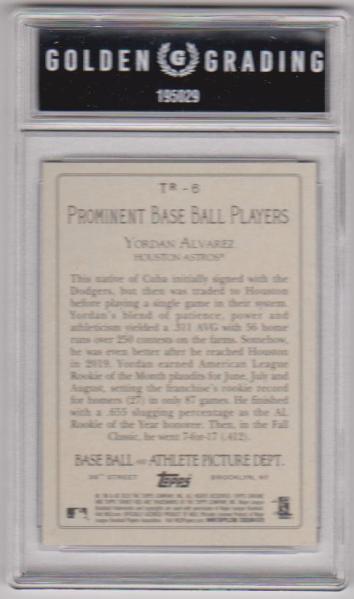 GOLDEN G GRADING
195029
TR-6
PROMINENT BASE BALL PLAYERS
YORDAN ALVAREZ
HOUSTON ASTROS®
This native of Cuba initially signed with the
Dodgers, but then was traded to Houston
before playing a single game in their system.
Yordan's blend of patience, power and
athleticism yielded a .311 AVG with 56 home
runs over 250 contests on the farms. Somehow,
he was even better after he reached Houston
in 2019. Yordan earned American League
Rookie of the Month plaudits for June, July and
August, setting the franchise's rookie record
for homers (27) in only 87 games. He finished
with a .655 slugging percentage as the AL
Rookie of the Year honoree. Then, in the Fall
Classic, he went 7-for-17 (.412).
BASE BALL AND ATHLETE PICTURE DEPT.
36TH STREET Topps BROOKLYN, NY